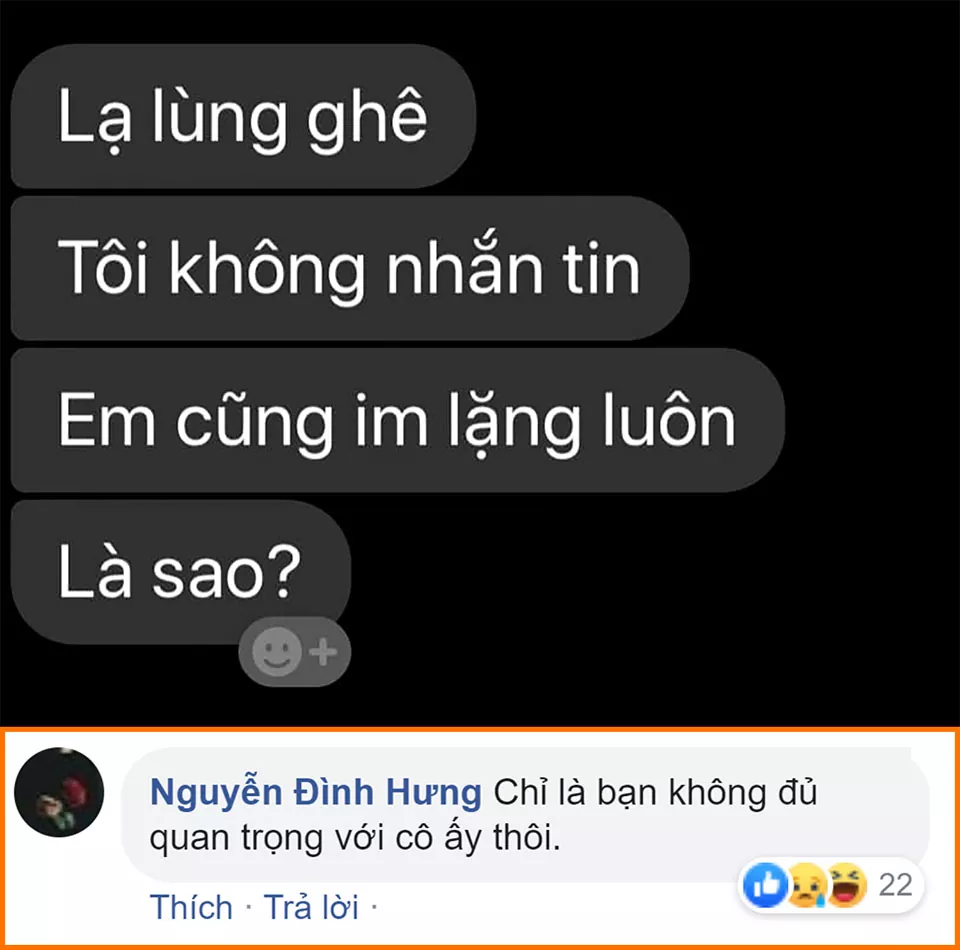 Lạ lùng ghê
Tôi không nhắn tin
Em cũng im lặng luôn
Là sao?
Nguyễn Đình Hưng Chỉ là bạn không đủ
quan trọng với cô ấy thôi.
Thích · Trả lời ·
22